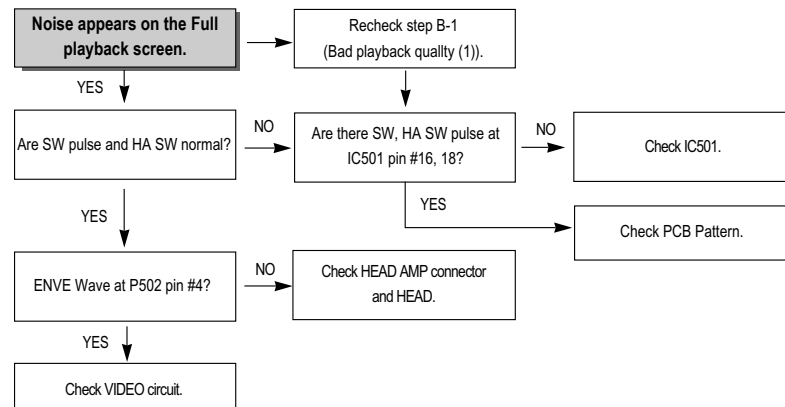 Noise appears on the Full
playback screen.
Recheck step B-1
(Bad playback quallty (1)).
YES
Are SW pulse and HA SW normal?
NO
Are there SW, HA SW pulse at
IC501 pin #16, 18?
NO
Check IC501.
YES
YES
Check PCB Pattern.
ENVE Wave at P502 pin #4?
NO
Check HEAD AMP connector
and HEAD.
YES
Check VIDEO circuit.